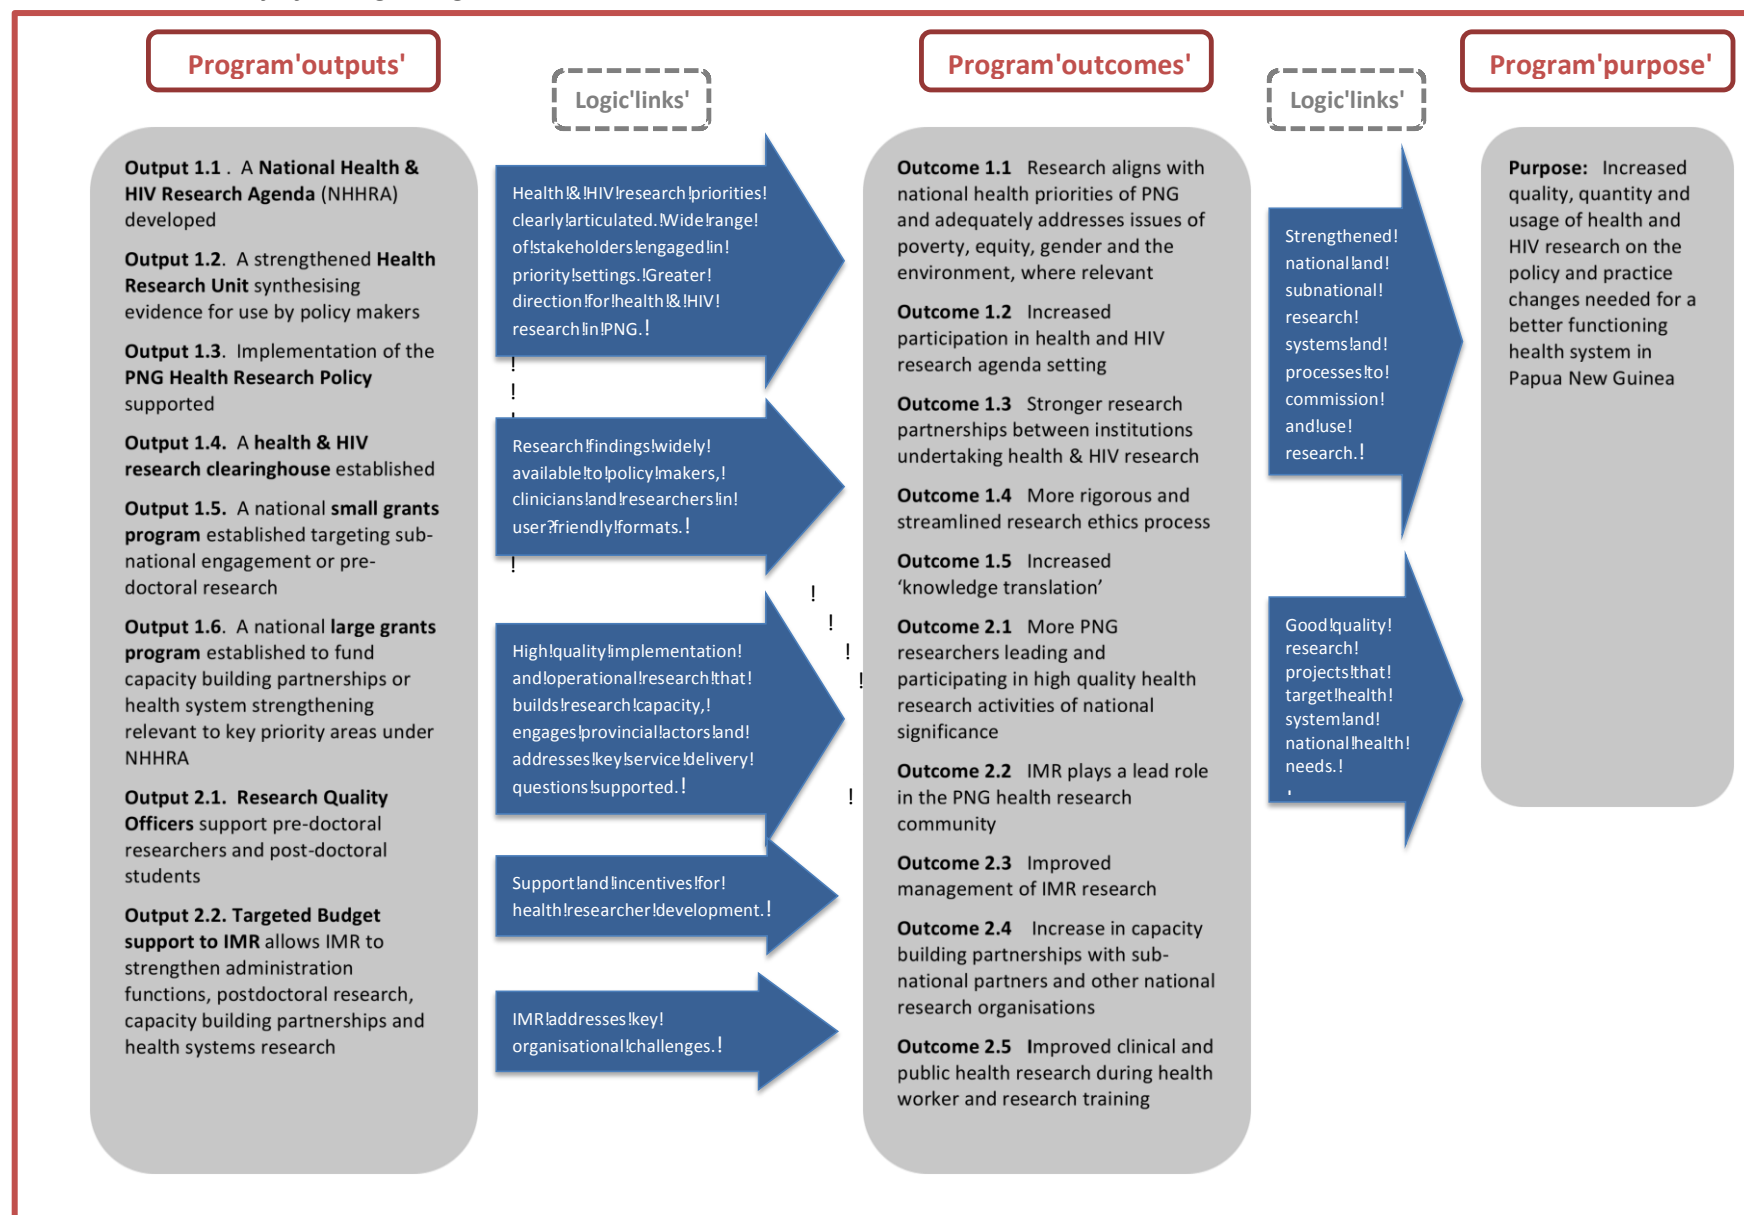 Program'outputs'
Logic'links'
Program'outcomes'
Logic'links'
Program'purpose'
Output 1.1 . A National Health &
HIV Research Agenda (NHHRA)
developed
Output 1.2. A strengthened Health
Research Unit synthesising
evidence for use by policy makers
Output 1.3. Implementation of the
PNG Health Research Policy
supported
Output 1.4. A health & HIV
research clearinghouse established
Output 1.5. A national small grants
program established targeting sub-
national engagement or pre-
doctoral research
Output 1.6. A national large grants
program established to fund
capacity building partnerships or
health system strengthening
relevant to key priority areas under
NHHRA
Output 2.1. Research Quality
Officers support pre-doctoral
researchers and post-doctoral
students
Output 2.2. Targeted Budget
support to IMR allows IMR to
strengthen administration
functions, postdoctoral research,
capacity building partnerships and
health systems research
Health!&!HIV!research!priorities!
clearly!articulated.!Wide!range!
of!stakeholders!engaged!in!
priority!settings.!Greater!
direction!for!health!&!HIV!
research!in!PNG.!
!
!
!
Research!findings!widely!
available!to!policy!makers,!
clinicians!and!researchers!in!
user?friendly!formats.!
!
!
!
!
!
High!quality!implementation!
and!operational!research!that!
builds!research!capacity,!
engages!provincial!actors!and!
addresses!key!service!delivery!
questions!supported.!
!
Support!and!incentives!for!
health!researcher!development.!
IMR!addresses!key!
organisational!challenges.!
Outcome 1.1 Research aligns with
national health priorities of PNG
and adequately addresses issues of
poverty, equity, gender and the
environment, where relevant
Outcome 1.2 Increased
participation in health and HIV
research agenda setting
Outcome 1.3 Stronger research
partnerships between institutions
undertaking health & HIV research
Outcome 1.4 More rigorous and
streamlined research ethics process
Outcome 1.5 Increased
‘knowledge translation’
Outcome 2.1 More PNG
researchers leading and
participating in high quality health
research activities of national
significance
Outcome 2.2 IMR plays a lead role
in the PNG health research
community
Outcome 2.3 Improved
management of IMR research
Outcome 2.4 Increase in capacity
building partnerships with sub-
national partners and other national
research organisations
Outcome 2.5 Improved clinical and
public health research during health
worker and research training
Strengthened!
national!and!
subnational!
research!
systems!and!
processes!to!
commission!
and!use!
research.!
Good!quality!
research!
projects!that!
target!health!
system!and!
national!health!
needs.!
Purpose: Increased
quality, quantity and
usage of health and
HIV research on the
policy and practice
changes needed for a
better functioning
health system in
Papua New Guinea